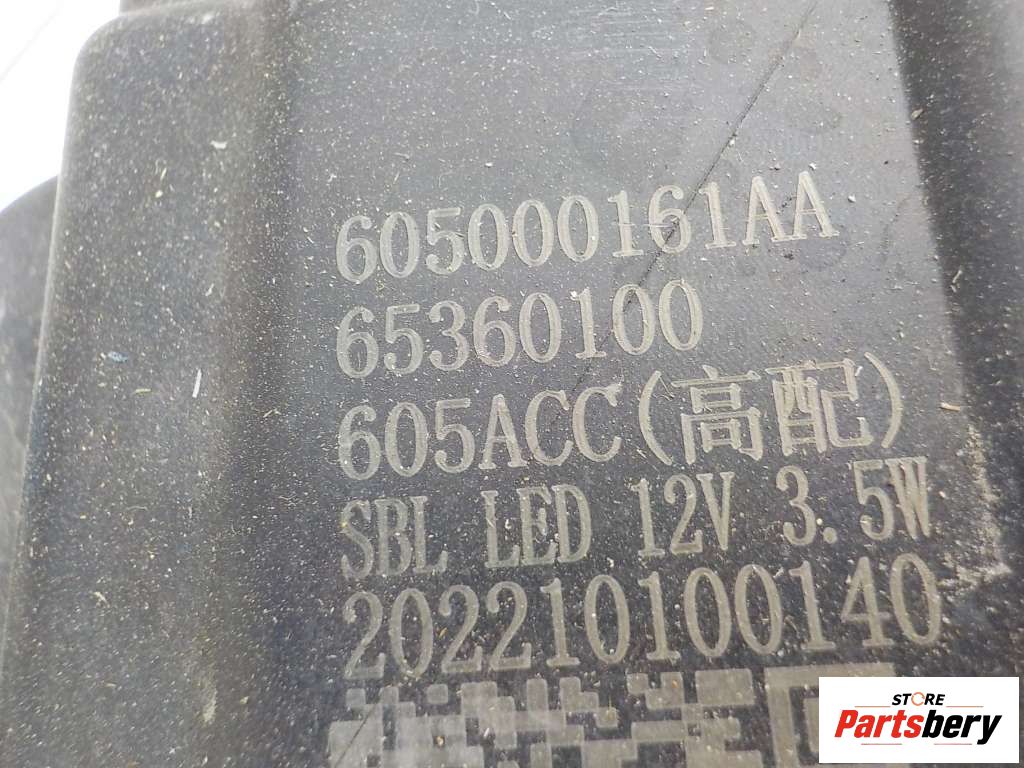 605000161AA
65360100
605ACC(高配)
SBL LED 12V 3.5W
202210100140
STORE
Partsbery